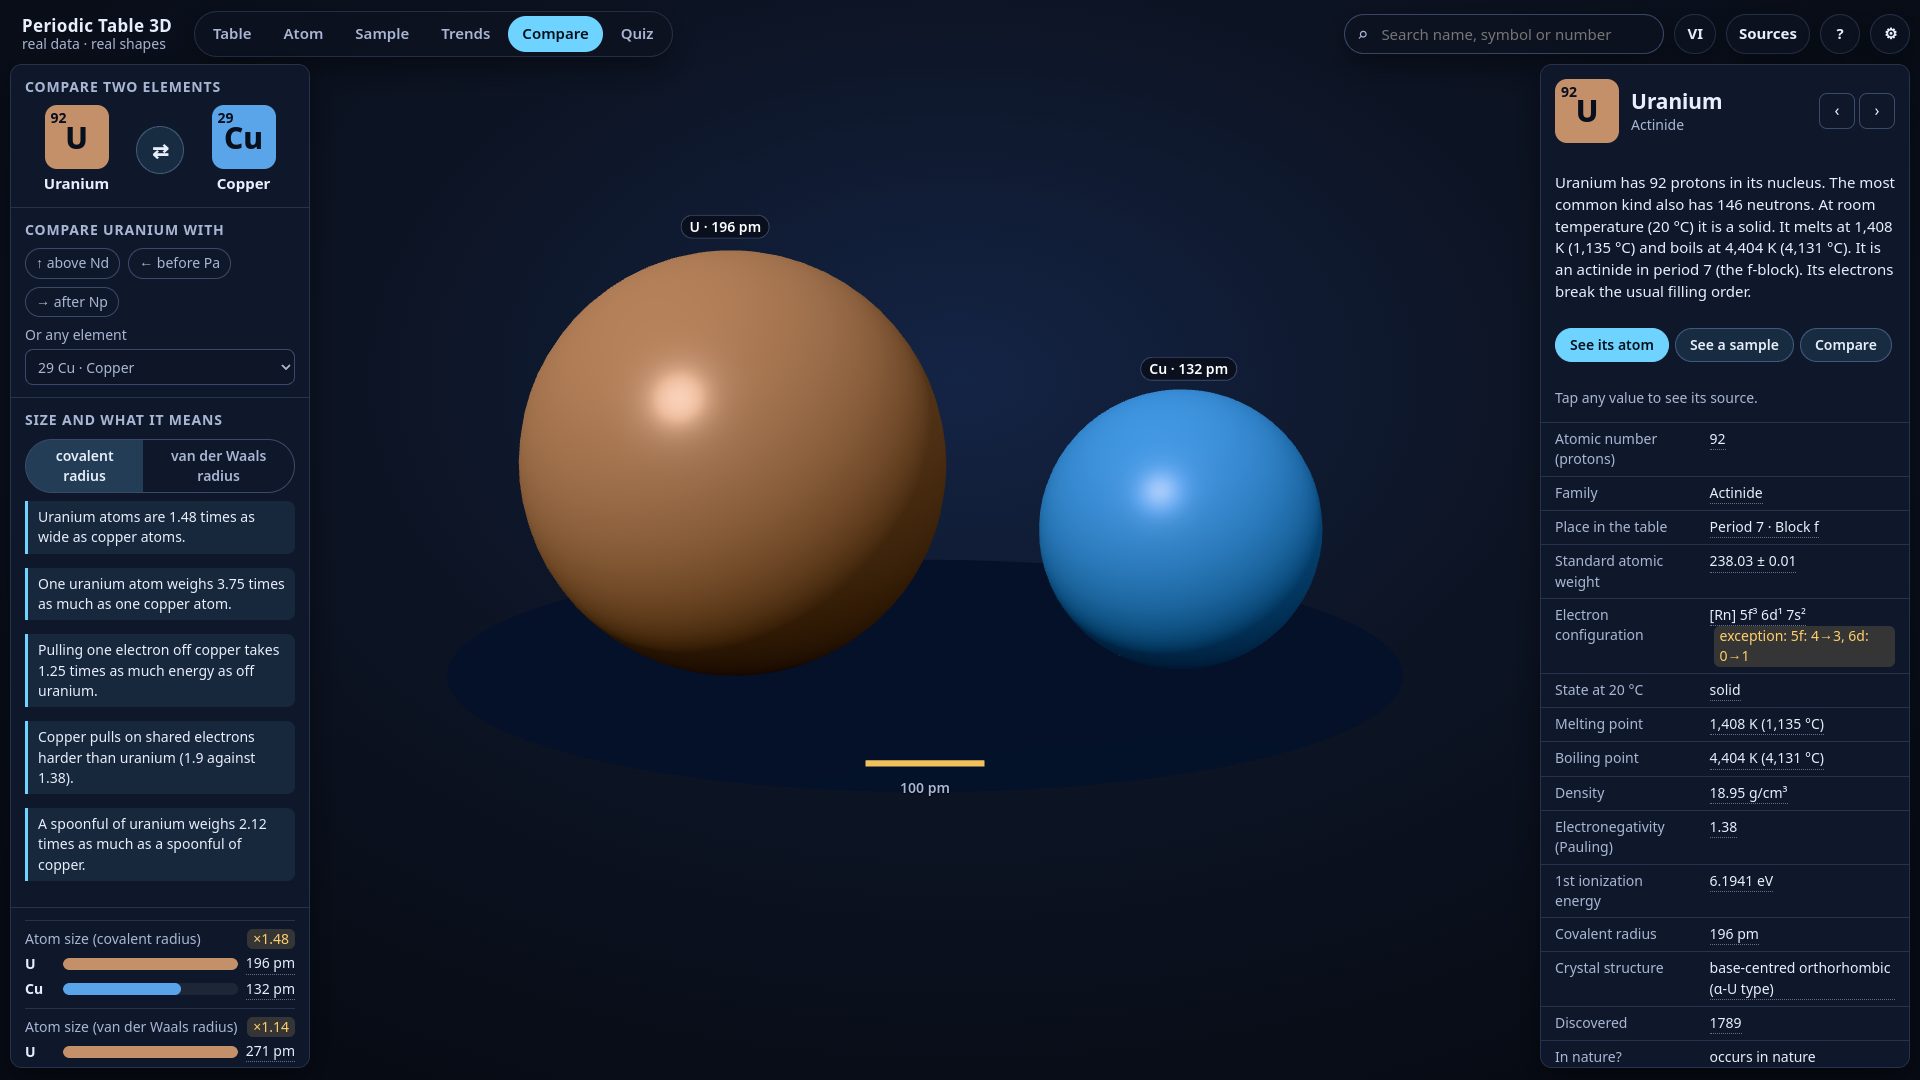 Periodic Table 3D
real data · real shapes
Table
Atom
Sample
Trends
Compare
Quiz
Search name, symbol or number
VI
Sources
?
COMPARE TWO ELEMENTS
92
U
Uranium
⇄
29
Cu
Copper
COMPARE URANIUM WITH
↑ above Nd
← before Pa
→ after Np
Or any element
29 Cu · Copper
SIZE AND WHAT IT MEANS
covalent
radius
van der Waals
radius
Uranium atoms are 1.48 times as
wide as copper atoms.
One uranium atom weighs 3.75 times
as much as one copper atom.
Pulling one electron off copper takes
1.25 times as much energy as off
uranium.
Copper pulls on shared electrons
harder than uranium (1.9 against
1.38).
A spoonful of uranium weighs 2.12
times as much as a spoonful of
copper.
Atom size (covalent radius)
×1.48
U
196 pm
Cu
132 pm
Atom size (van der Waals radius)
×1.14
U
271 pm
U · 196 pm
Cu · 132 pm
100 pm
92
U
Uranium
Actinide
‹
›
Uranium has 92 protons in its nucleus. The most
common kind also has 146 neutrons. At room
temperature (20 °C) it is a solid. It melts at 1,408
K (1,135 °C) and boils at 4,404 K (4,131 °C). It is
an actinide in period 7 (the f-block). Its electrons
break the usual filling order.
See its atom
See a sample
Compare
Tap any value to see its source.
Atomic number
(protons)
92
Family
Actinide
Place in the table
Period 7 · Block f
Standard atomic
weight
238.03 ± 0.01
Electron
configuration
[Rn] 5f³ 6d¹ 7s²
exception: 5f: 4→3, 6d:
0→1
State at 20 °C
solid
Melting point
1,408 K (1,135 °C)
Boiling point
4,404 K (4,131 °C)
Density
18.95 g/cm³
Electronegativity
(Pauling)
1.38
1st ionization
energy
6.1941 eV
Covalent radius
196 pm
Crystal structure
base-centred orthorhombic
(α-U type)
Discovered
1789
In nature?
occurs in nature